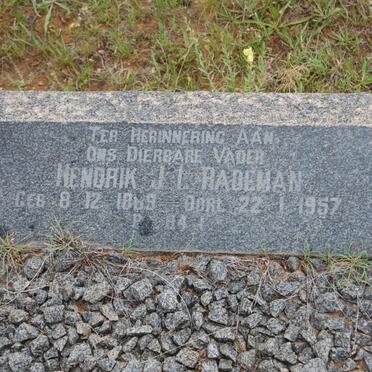 TER HERINNERING AAN
ONS DIERBARE VADER
HENDRIK J. L. RADEMAN
GEB. 8. 12. 1869 OORL. 22. 1. 1957